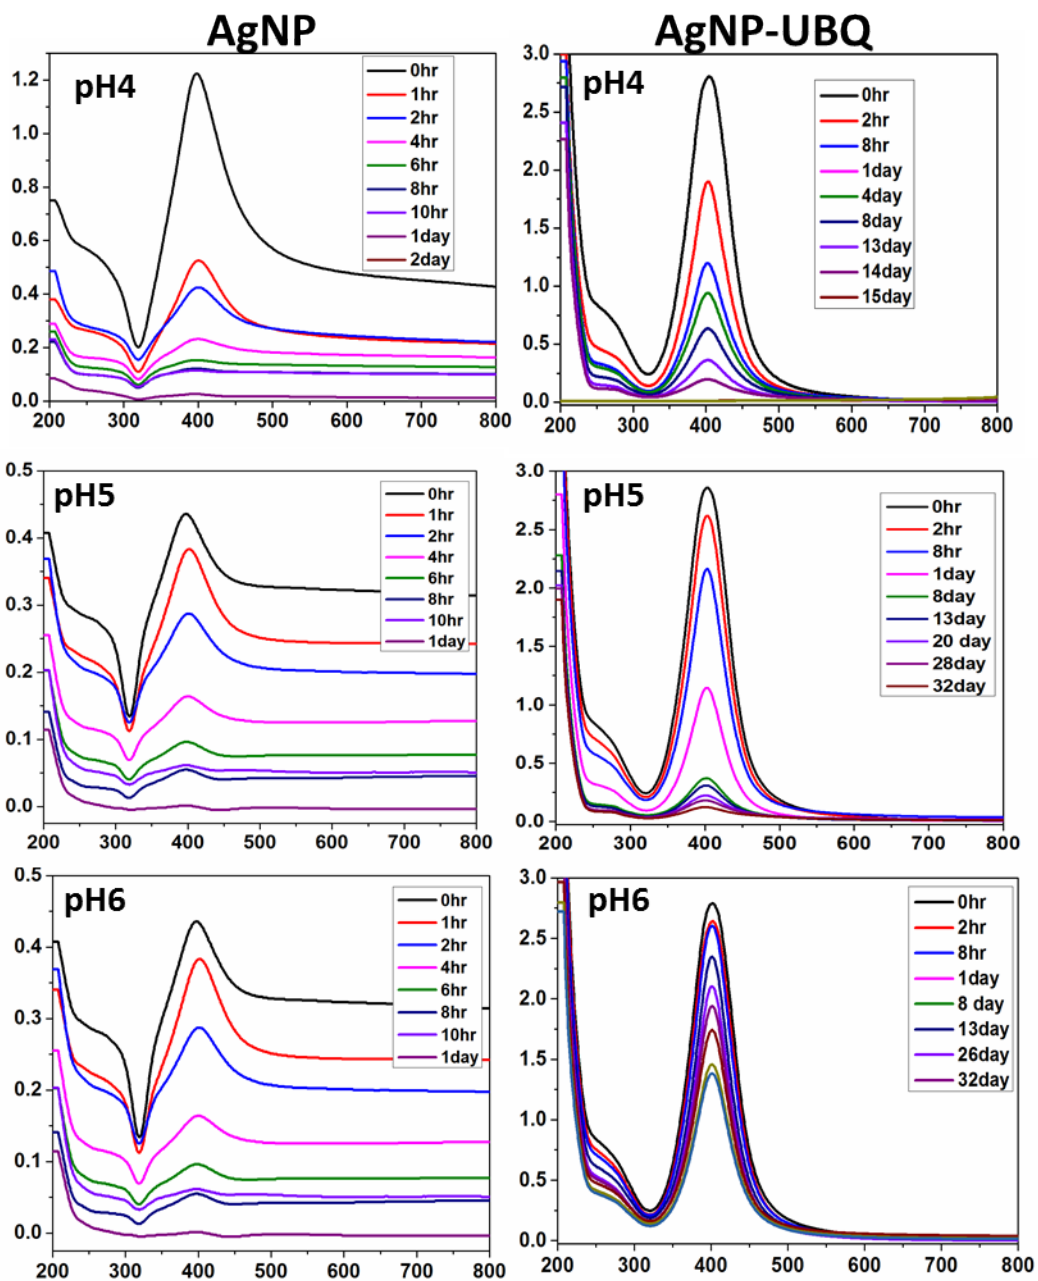 AgNP
AgNP-UBQ
pH4
1.2
1.0
0.8
0.6
0.4
0.2
0.0
200 300 400 500 600 700 800
0hr
1hr
2hr
4hr
6hr
8hr
10hr
1day
2day
pH4
3.0
2.5
2.0
1.5
1.0
0.5
0.0
200 300 400 500 600 700 800
0hr
2hr
8hr
1day
4day
8day
13day
14day
15day
pH5
0.5
0.4
0.3
0.2
0.1
0.0
200 300 400 500 600 700 800
0hr
1hr
2hr
4hr
6hr
8hr
10hr
1day
pH5
3.0
2.5
2.0
1.5
1.0
0.5
0.0
200 300 400 500 600 700 800
0hr
2hr
8hr
1day
8day
13day
20 day
28day
32day
pH6
0.5
0.4
0.3
0.2
0.1
0.0
200 300 400 500 600 700 800
0hr
1hr
2hr
4hr
6hr
8hr
10hr
1day
pH6
3.0
2.5
2.0
1.5
1.0
0.5
0.0
200 300 400 500 600 700 800
0hr
2hr
8hr
1day
8 day
13day
26day
32day